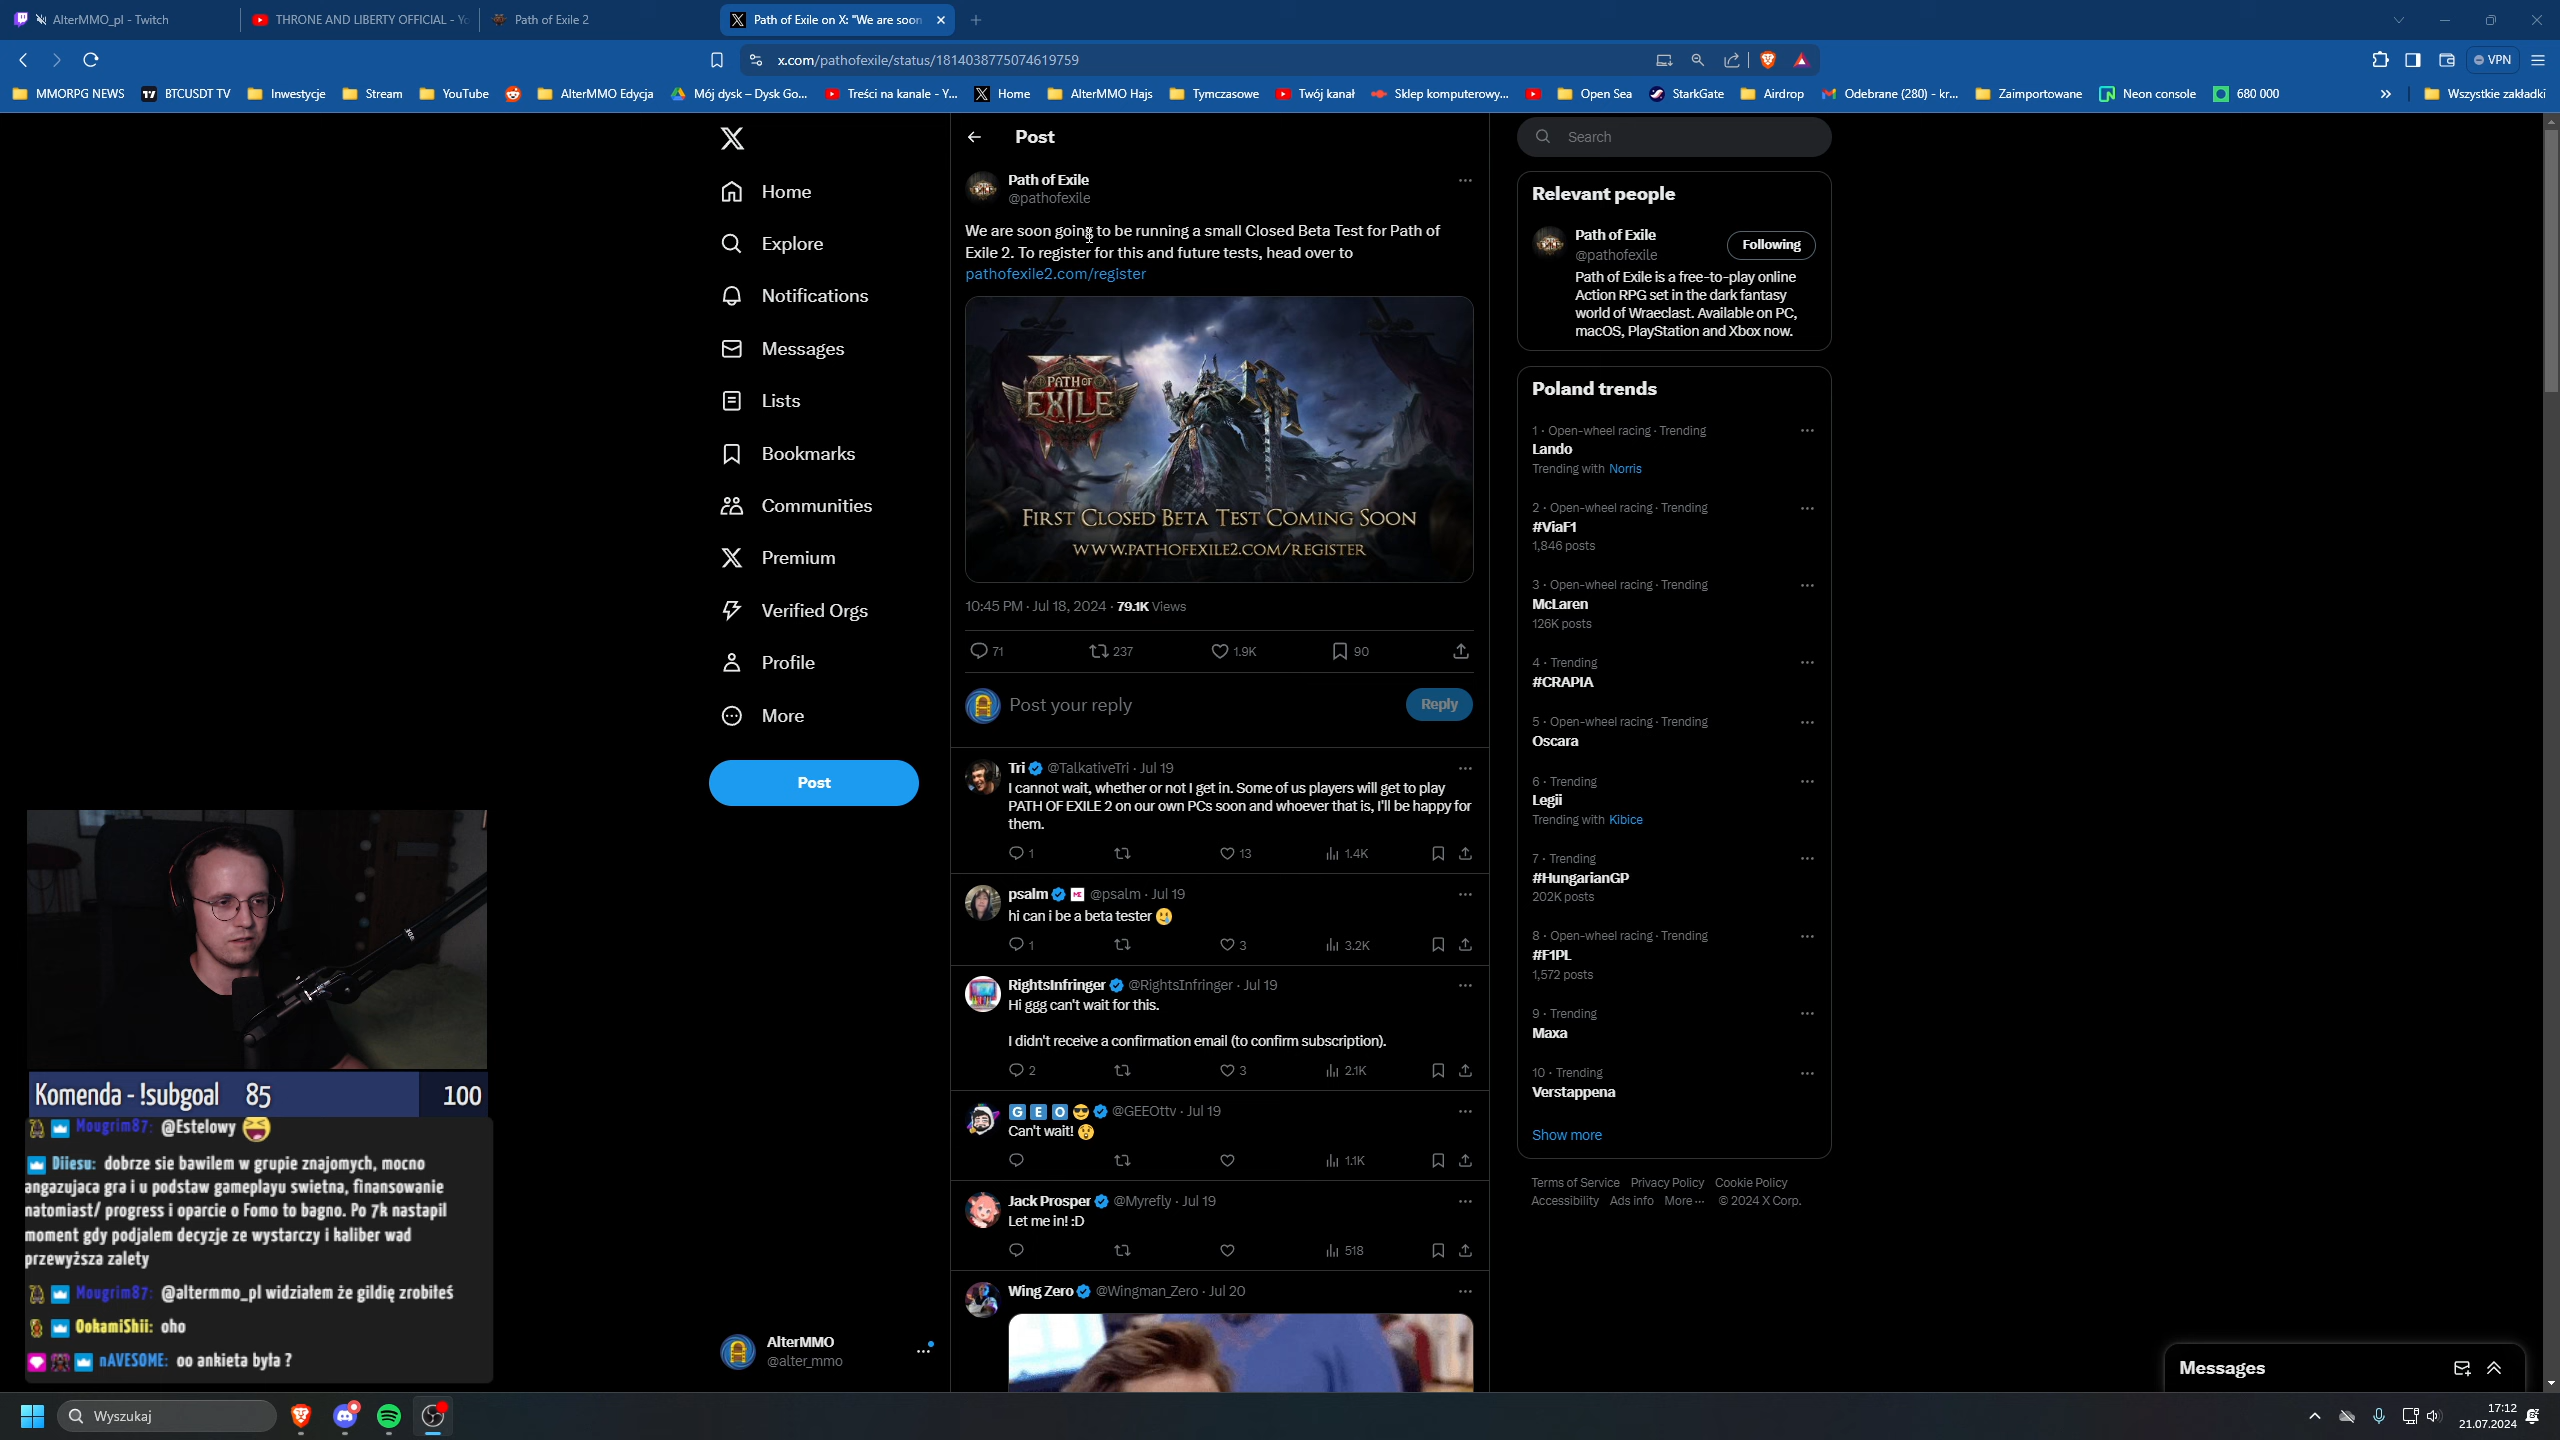 AlterMMO_pl - Twitch
THRONE AND LIBERTY OFFICIAL - Yo
Path of Exile 2
Path of Exile on X: "We are soon
x.com/pathofexile/status/1814038775074619759
VPN
MMORPG NEWS
BTCUSDT TV
Inwestycje
Stream
YouTube
AlterMMO Edycja
Mój dysk – Dysk Go...
Treści na kanale - Y...
Home
AlterMMO Hajs
Tymczasowe
Twój kanał
Sklep komputerowy...
Open Sea
StarkGate
Airdrop
Odebrane (280) - kr...
Zaimportowane
Neon console
680 000
Wszystkie zakładki
Home
Explore
Notifications
Messages
Lists
Bookmarks
Communities
Premium
Verified Orgs
Profile
More
Post
AlterMMO
@alter_mmo
Post
Path of Exile
@pathofexile
We are soon going to be running a small Closed Beta Test for Path of
Exile 2. To register for this and future tests, head over to
pathofexile2.com/register
PATH OF
EXILE
FIRST CLOSED BETA TEST COMING SOON
WWW.PATHOFEXILE2.COM/REGISTER
10:45 PM · Jul 18, 2024 · 79.1K Views
71 237 1.9K 90
Post your reply
Reply
Tri @TalkativeTri · Jul 19
I cannot wait, whether or not I get in. Some of us players will get to play
PATH OF EXILE 2 on our own PCs soon and whoever that is, I'll be happy for
them.
1 13 1.4K
psalm @psalm · Jul 19
hi can i be a beta tester 🥲
1 3 3.2K
RightsInfringer @RightsInfringer · Jul 19
Hi ggg can't wait for this.
I didn't receive a confirmation email (to confirm subscription).
2 3 2.1K
G E O 😎 @GEEOttv · Jul 19
Can't wait! 😲
1.1K
Jack Prosper @Myrefly · Jul 19
Let me in! :D
518
Wing Zero @Wingman_Zero · Jul 20
Search
Relevant people
Path of Exile
@pathofexile
Following
Path of Exile is a free-to-play online
Action RPG set in the dark fantasy
world of Wraeclast. Available on PC,
macOS, PlayStation and Xbox now.
Poland trends
1 · Open-wheel racing · Trending
Lando
Trending with Norris
2 · Open-wheel racing · Trending
#ViaF1
1,846 posts
3 · Open-wheel racing · Trending
McLaren
126K posts
4 · Trending
#CRAPIA
5 · Open-wheel racing · Trending
Oscara
6 · Trending
Legii
Trending with Kibice
7 · Trending
#HungarianGP
202K posts
8 · Open-wheel racing · Trending
#F1PL
1,572 posts
9 · Trending
Maxa
10 · Trending
Verstappena
Show more
Terms of Service Privacy Policy Cookie Policy
Accessibility Ads info More ··· © 2024 X Corp.
Messages
Komenda - !subgoal 85 100
Mougrim87: @Estelowy 😆
Diiesu: dobrze sie bawilem w grupie znajomych, mocno
angazujaca gra i u podstaw gameplayu swietna, finansowanie
natomiast/ progress i oparcie o Fomo to bagno. Po 7k nastapil
moment gdy podjalem decyzje ze wystarczy i kaliber wad
przewyższa zalety
Mougrim87: @altermmo_pl widziałem że gildię zrobiłeś
OokamiShii: oho
nAVESOME: oo ankieta była ?
Wyszukaj
17:12
21.07.2024